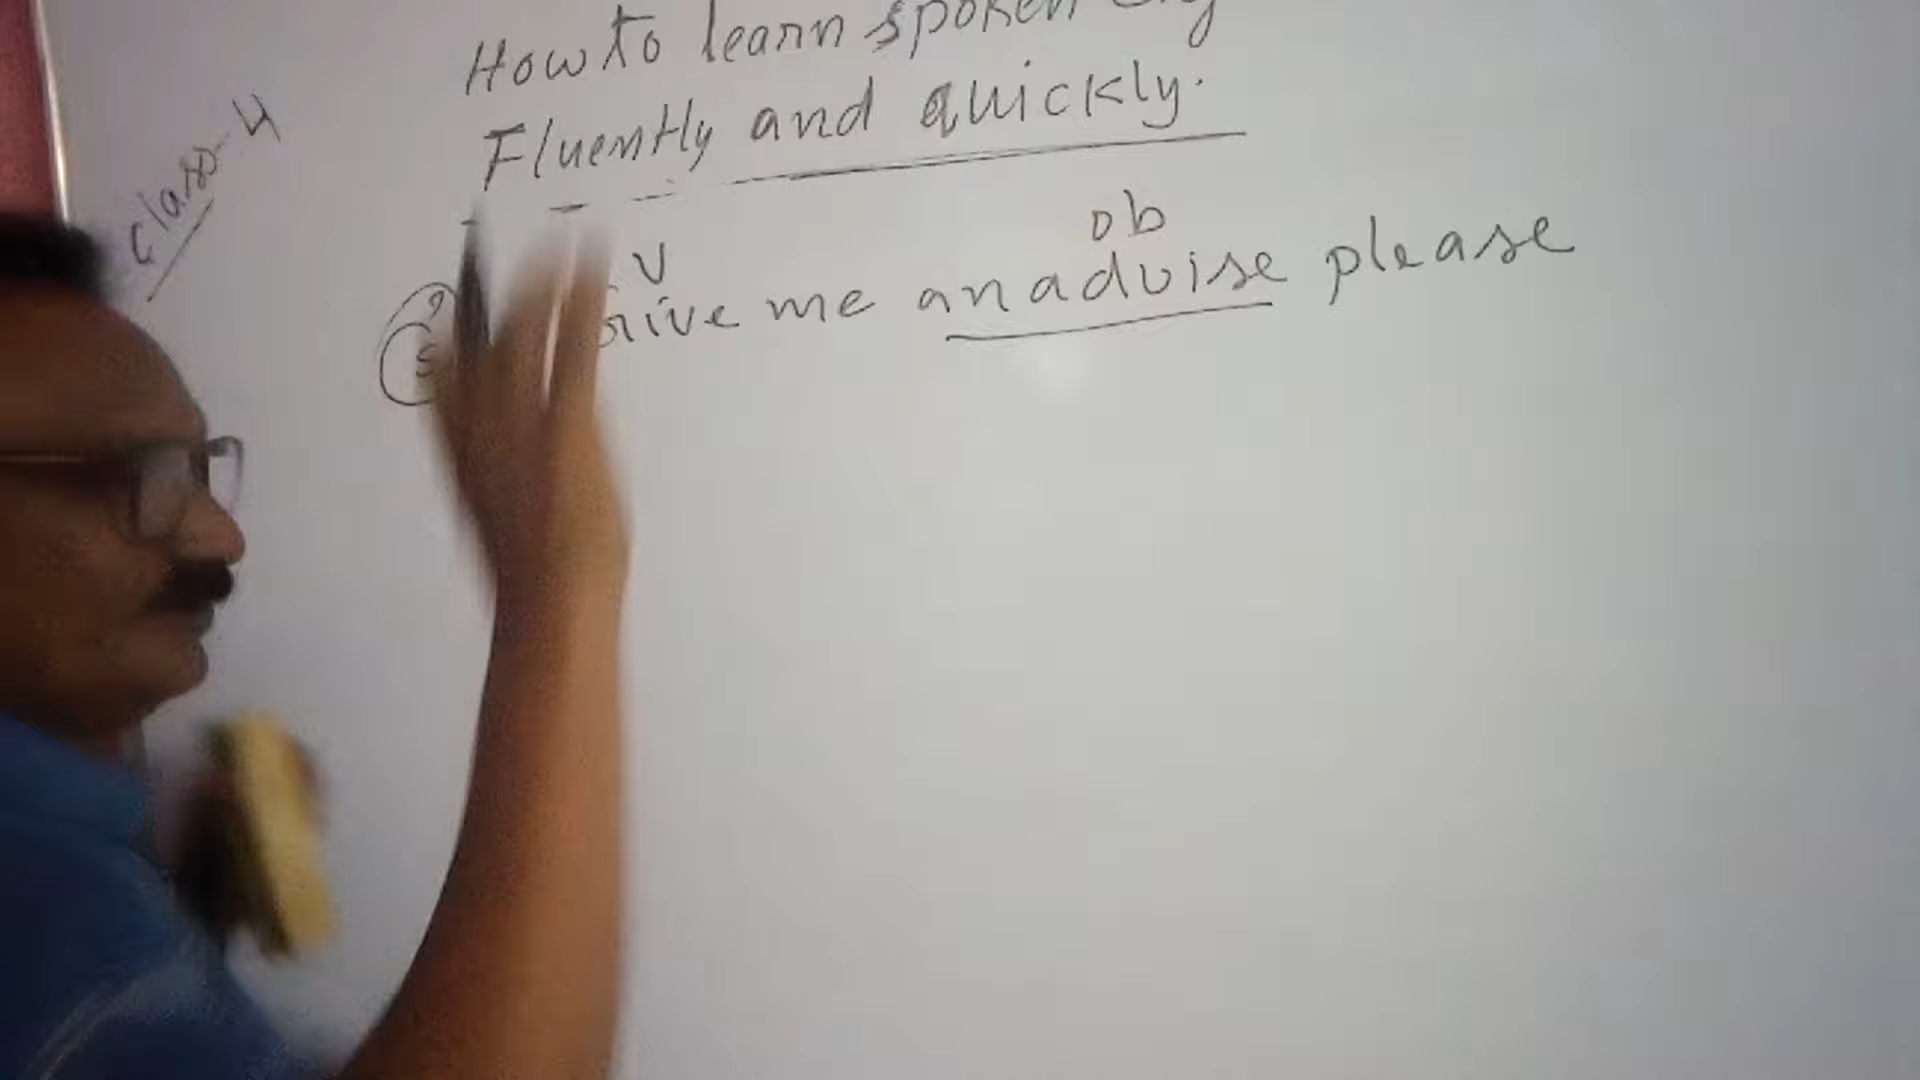 How to learn spoken
Fluently and quickly.
class-4
v ob
s Give me an advise please